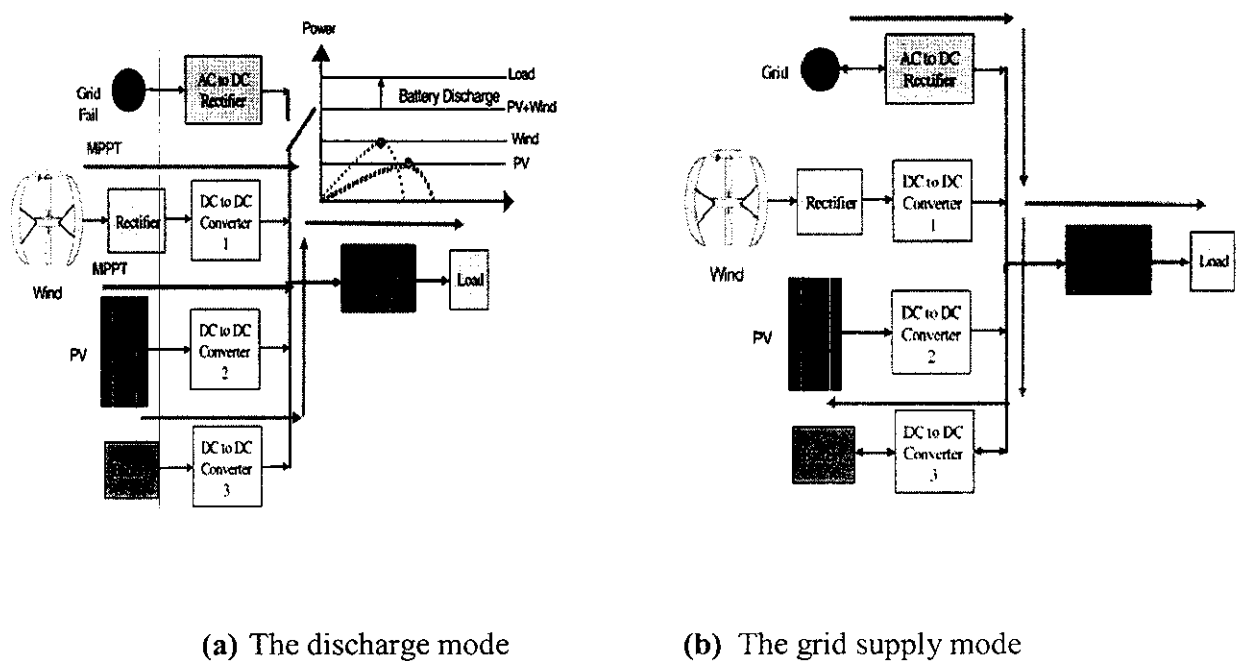 Power
Load
Battery Discharge
PV+Wind
Wind
PV
Grid
Fail
AC to DC
Rectifier
MPPT
Rectifier
DC to DC
Converter
1
Load
Wind
MPPT
PV
DC to DC
Converter
2
DC to DC
Converter
3
Grid
AC to DC
Rectifier
Rectifier
DC to DC
Converter
1
Load
Wind
PV
DC to DC
Converter
2
DC to DC
Converter
3
(a) The discharge mode
(b) The grid supply mode